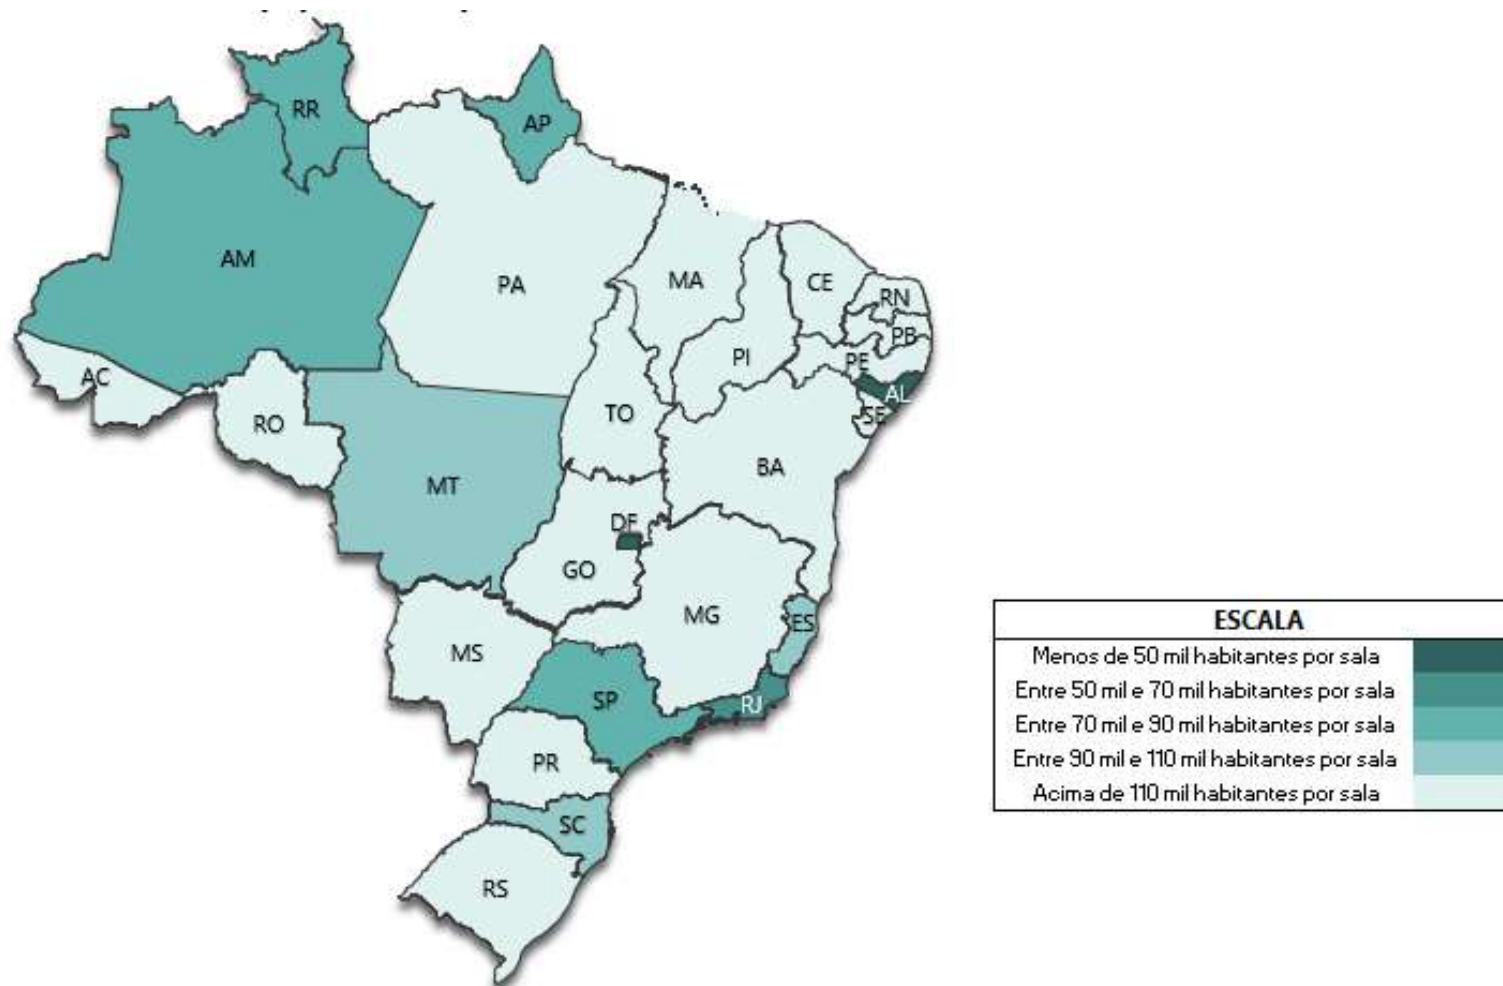 RR
AP
AM
PA
MA
CE
RN
PB
PI
PE
AC
AL
TO
SE
RO
BA
MT
DF
GO
MG
ES
MS
SP
RJ
PR
SC
RS
ESCALA
Menos de 50 mil habitantes por sala
Entre 50 mil e 70 mil habitantes por sala
Entre 70 mil e 90 mil habitantes por sala
Entre 90 mil e 110 mil habitantes por sala
Acima de 110 mil habitantes por sala